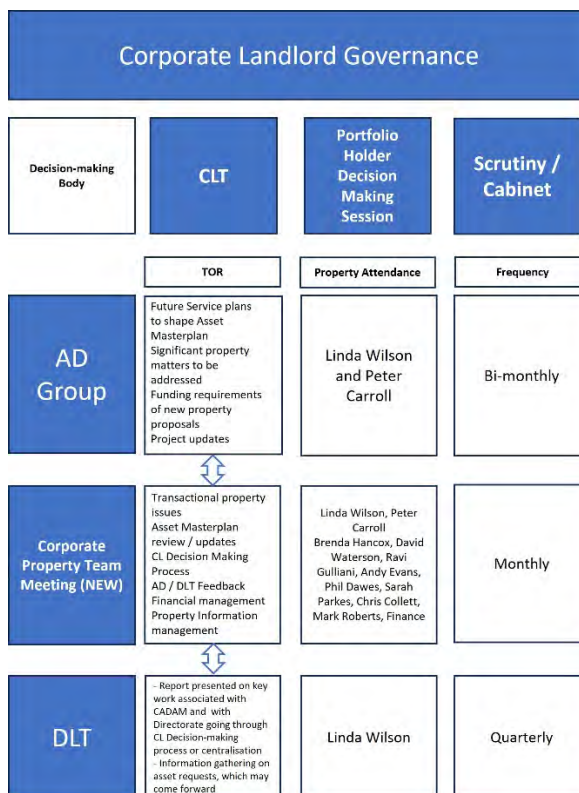 Corporate Landlord Governance
Decision-making
Body
CLT
Portfolio
Holder
Decision
Making
Session
Scrutiny /
Cabinet
TOR
Property Attendance
Frequency
AD
Group
Future Service plans
to shape Asset
Masterplan
Significant property
matters to be
addressed
Funding requirements
of new property
proposals
Project updates
Linda Wilson
and Peter
Carroll
Bi-monthly
Corporate
Property Team
Meeting (NEW)
Transactional property
issues
Asset Masterplan
review / updates
CL Decision Making
Process
AD / DLT Feedback
Financial management
Property Information
management
Linda Wilson, Peter
Carroll
Brenda Hancox, David
Waterson, Ravi
Gulliani, Andy Evans,
Phil Dawes, Sarah
Parkes, Chris Collett,
Mark Roberts, Finance
Monthly
DLT
- Report presented on key
work associated with
CADAM and with
Directorate going through
CL Decision-making
process or centralisation
- Information gathering on
asset requests, which may
come forward
Linda Wilson
Quarterly